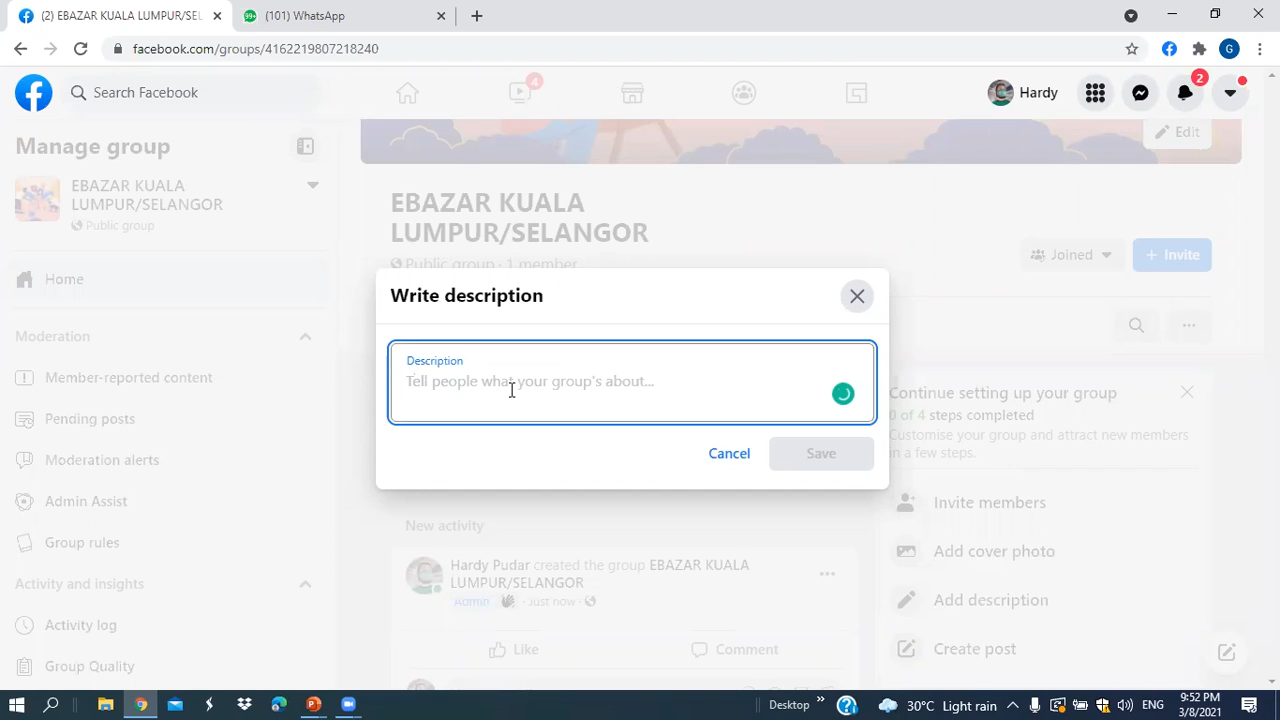 (2) EBAZAR KUALA LUMPUR/SEL
99+ (101) WhatsApp
facebook.com/groups/4162219807218240
G
Search Facebook
4
Hardy
2
Manage group
EBAZAR KUALA
LUMPUR/SELANGOR
Public group
Home
Moderation
Member-reported content
Pending posts
Moderation alerts
Admin Assist
Group rules
Activity and insights
Activity log
Group Quality
Edit
EBAZAR KUALA
LUMPUR/SELANGOR
Public group · 1 member
Joined
+ Invite
Write description
Description
Tell people what your group's about...
Cancel
Save
New activity
Hardy Pudar created the group EBAZAR KUALA
LUMPUR/SELANGOR
Admin · Just now ·
Like
Comment
Continue setting up your group
0 of 4 steps completed
Customise your group and attract new members
in a few steps.
Invite members
Add cover photo
Add description
Create post
Desktop
30°C Light rain
ENG
9:52 PM
3/8/2021